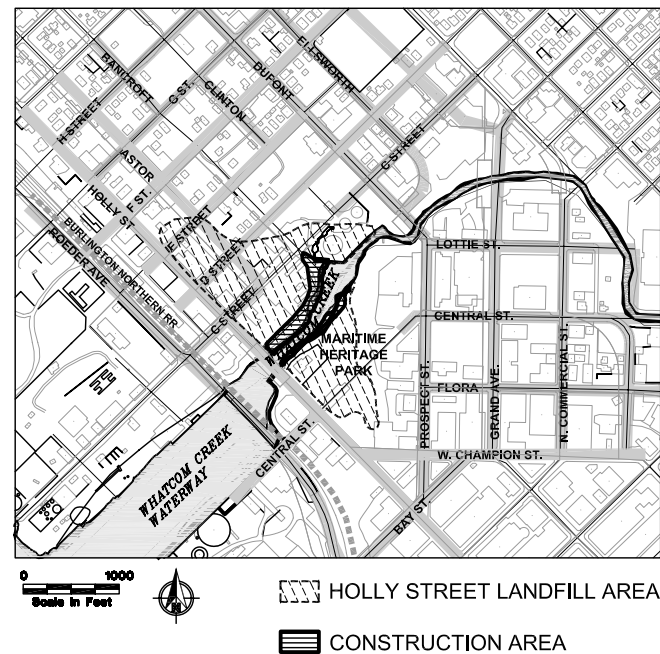 ELLSWORTH
BANCROFT
DUPONT
C ST.
CLINTON
H STREET
C STREET
ASTOR
HOLLY ST
F ST.
F STREET
D STREET
BURLINGTON NORTHERN RR
ROEDER AVE
C STREET
LOTTIE ST.
WHATCOM CREEK
CENTRAL ST.
MARITIME
HERITAGE
PARK
PROSPECT ST.
GRAND AVE.
N. COMMERCIAL ST.
FLORA
CENTRAL ST.
W. CHAMPION ST.
WHATCOM CREEK
WATERWAY
BAY ST.
0 1000
Scale in Feet
N
HOLLY STREET LANDFILL AREA
CONSTRUCTION AREA